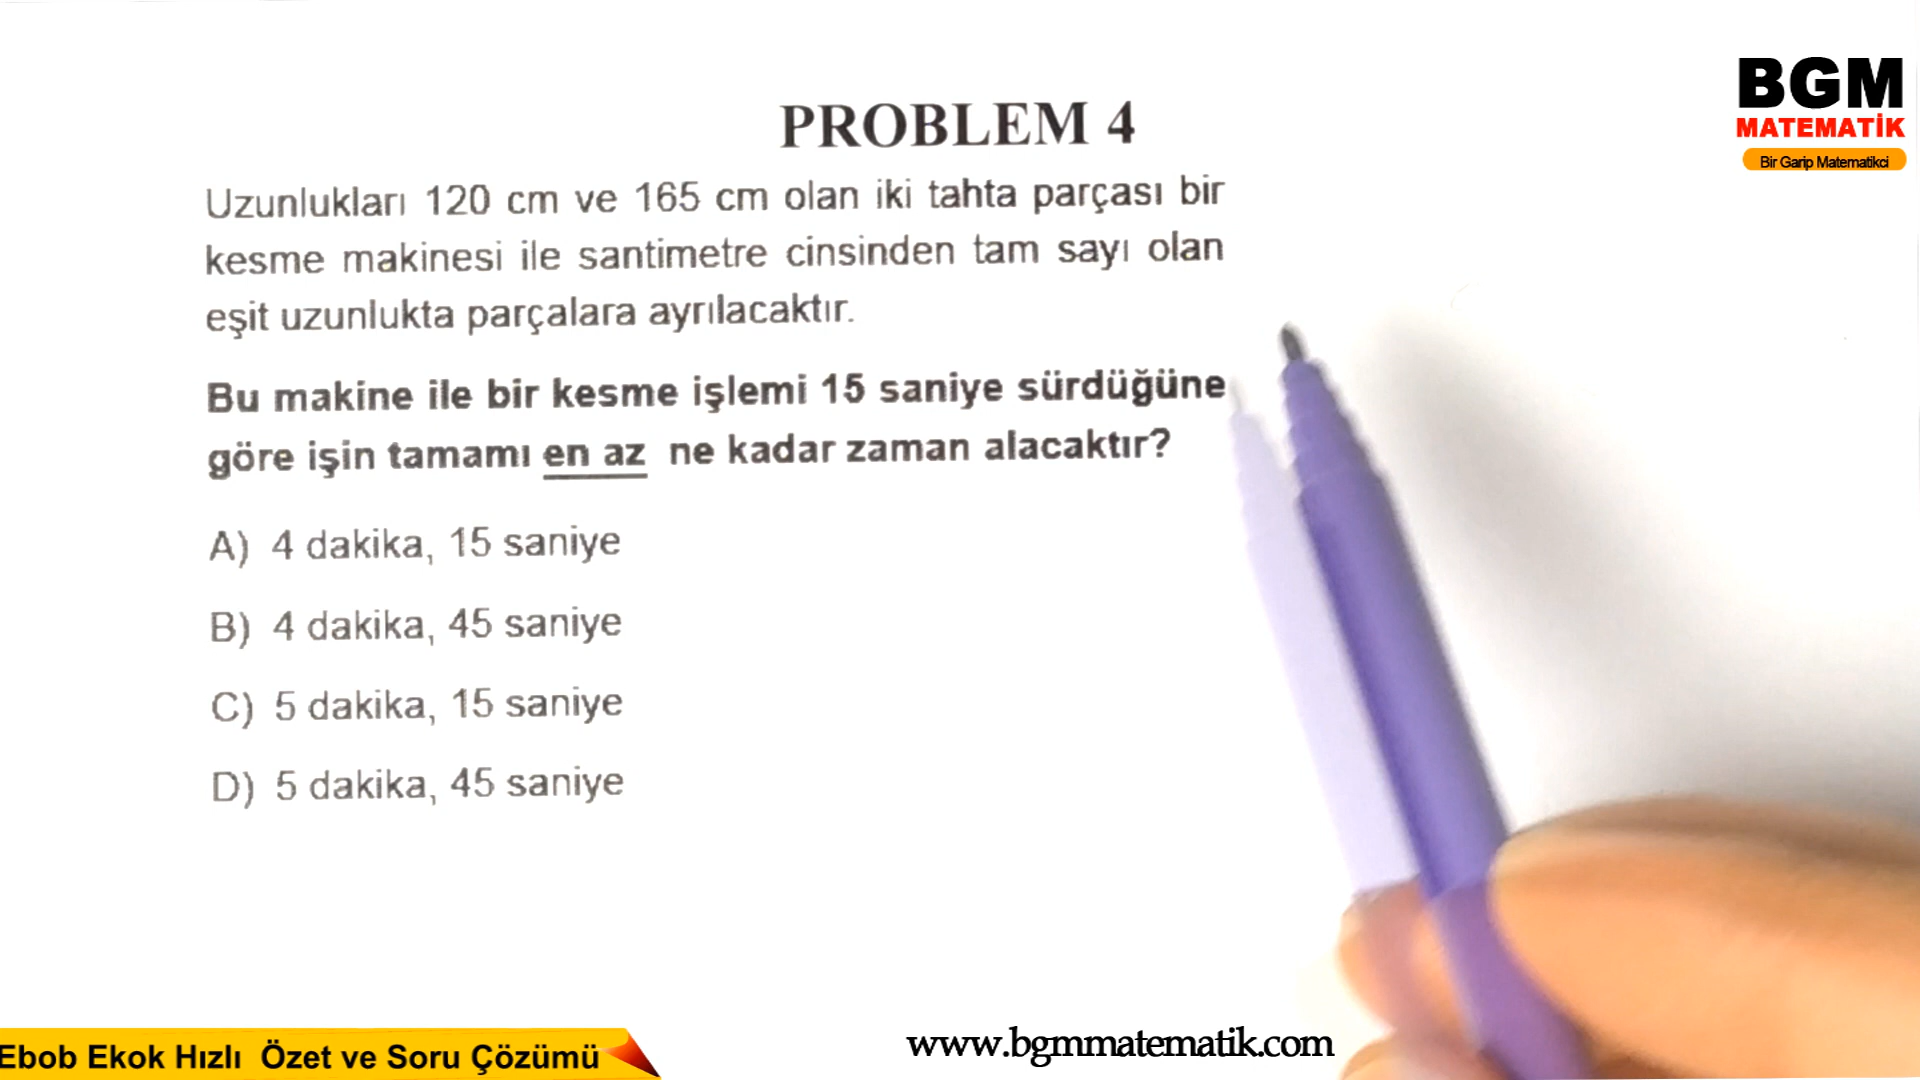 BGM
MATEMATİK
Bir Garip Matematikci
PROBLEM 4
Uzunlukları 120 cm ve 165 cm olan iki tahta parçası bir
kesme makinesi ile santimetre cinsinden tam sayı olan
eşit uzunlukta parçalara ayrılacaktır.
Bu makine ile bir kesme işlemi 15 saniye sürdüğüne
göre işin tamamı en az ne kadar zaman alacaktır?
A) 4 dakika, 15 saniye
B) 4 dakika, 45 saniye
C) 5 dakika, 15 saniye
D) 5 dakika, 45 saniye
Ebob Ekok Hızlı Özet ve Soru Çözümü
www.bgmmatematik.com